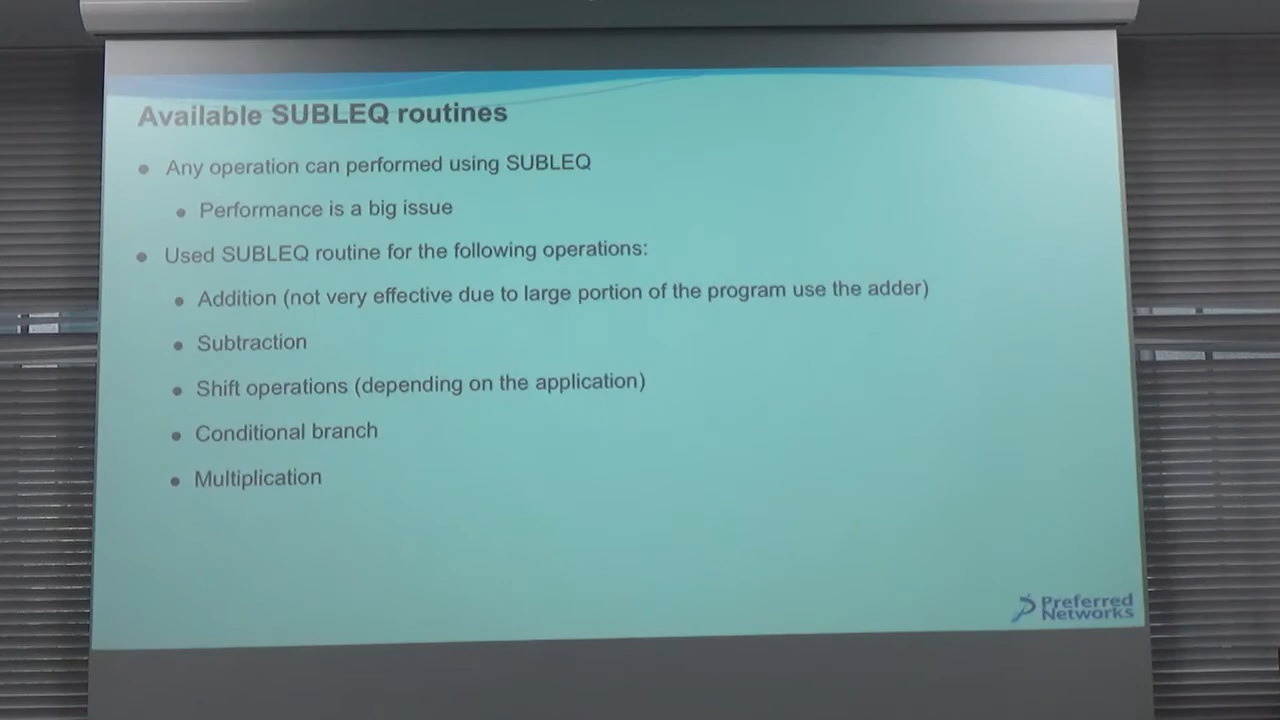 Available SUBLEQ routines
Any operation can performed using SUBLEQ
Performance is a big issue
Used SUBLEQ routine for the following operations:
Addition (not very effective due to large portion of the program use the adder)
Subtraction
Shift operations (depending on the application)
Conditional branch
Multiplication
Preferred
Networks